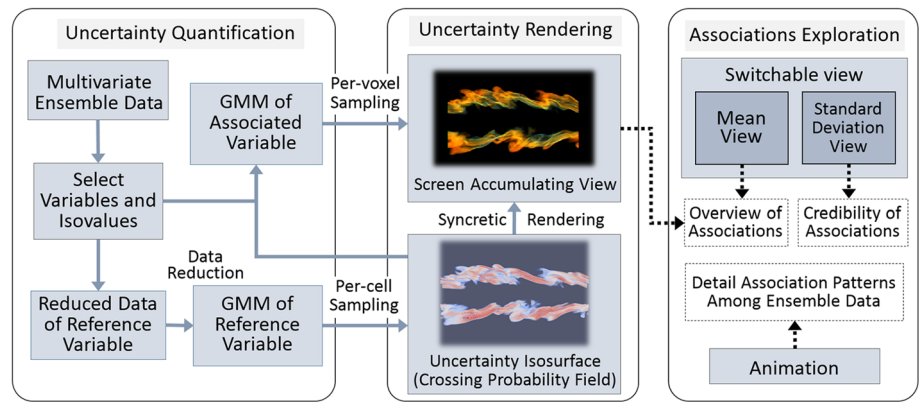 Uncertainty Quantification
Multivariate
Ensemble Data
Select
Variables and
Isovalues
Reduced Data
of Reference
Variable
Data
Reduction
GMM of
Associated
Variable
GMM of
Reference
Variable
Per-voxel
Sampling
Per-cell
Sampling
Uncertainty Rendering
Screen Accumulating View
Syncretic Rendering
Uncertainty Isosurface
(Crossing Probability Field)
Associations Exploration
Switchable view
Mean
View
Standard
Deviation
View
Overview of
Associations
Credibility of
Associations
Detail Association Patterns
Among Ensemble Data
Animation